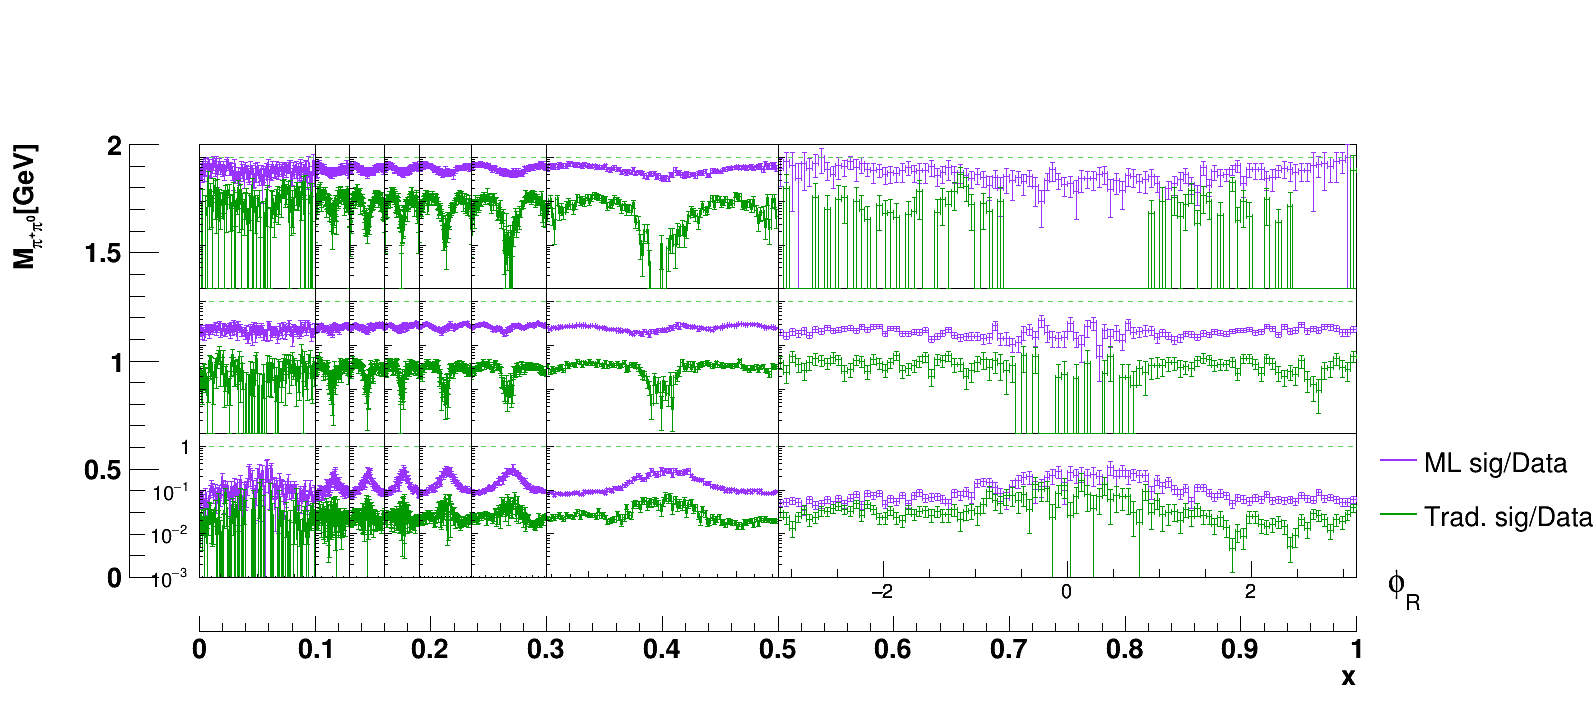 M π⁺π⁰ [GeV]
2
1.5
1
0.5
0
1
10⁻¹
10⁻²
10⁻³
−2
0
2
ϕR
0 0.1 0.2 0.3 0.4 0.5 0.6 0.7 0.8 0.9 1
x
ML sig/Data
Trad. sig/Data